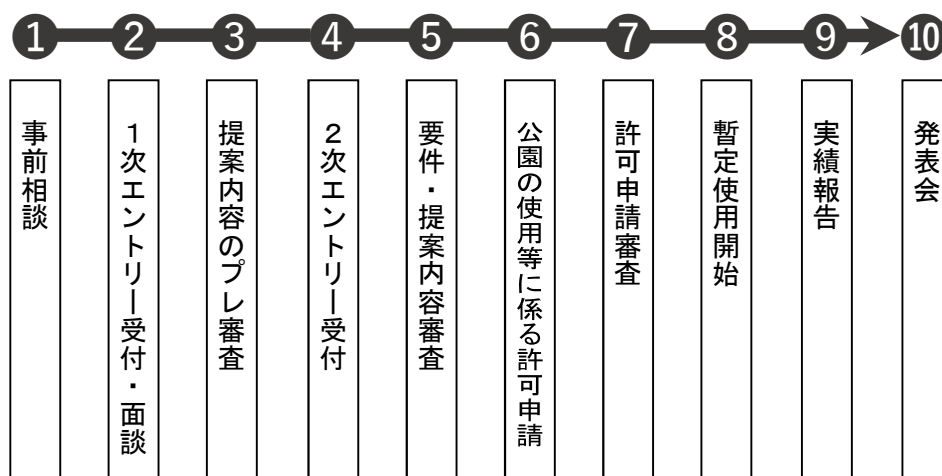 1 2 3 4 5 6 7 8 9 10
事前相談
1次エントリー受付・面談
提案内容のプレ審査
2次エントリー受付
要件・提案内容審査
公園の使用等に係る許可申請
許可申請審査
暫定使用開始
実績報告
発表会